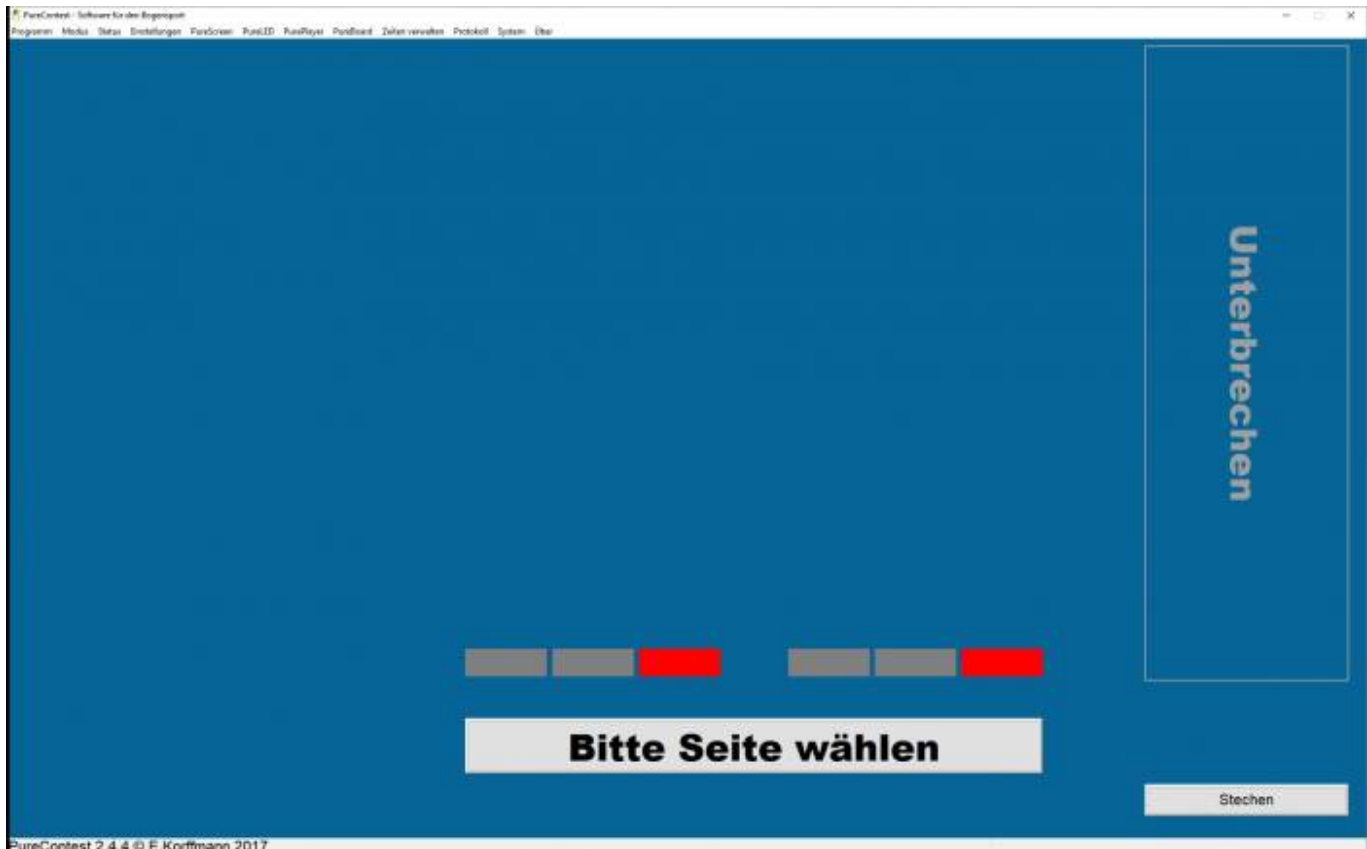 PureContest - Software für den Bogensport
Programm Modus Status Einstellungen PureScreen PureLED PurePlayer PureBoard Zeiten verwalten Protokoll System Über
Unterbrechen
Bitte Seite wählen
Stechen
PureContest 2.4.4 © E.Korffmann 2017